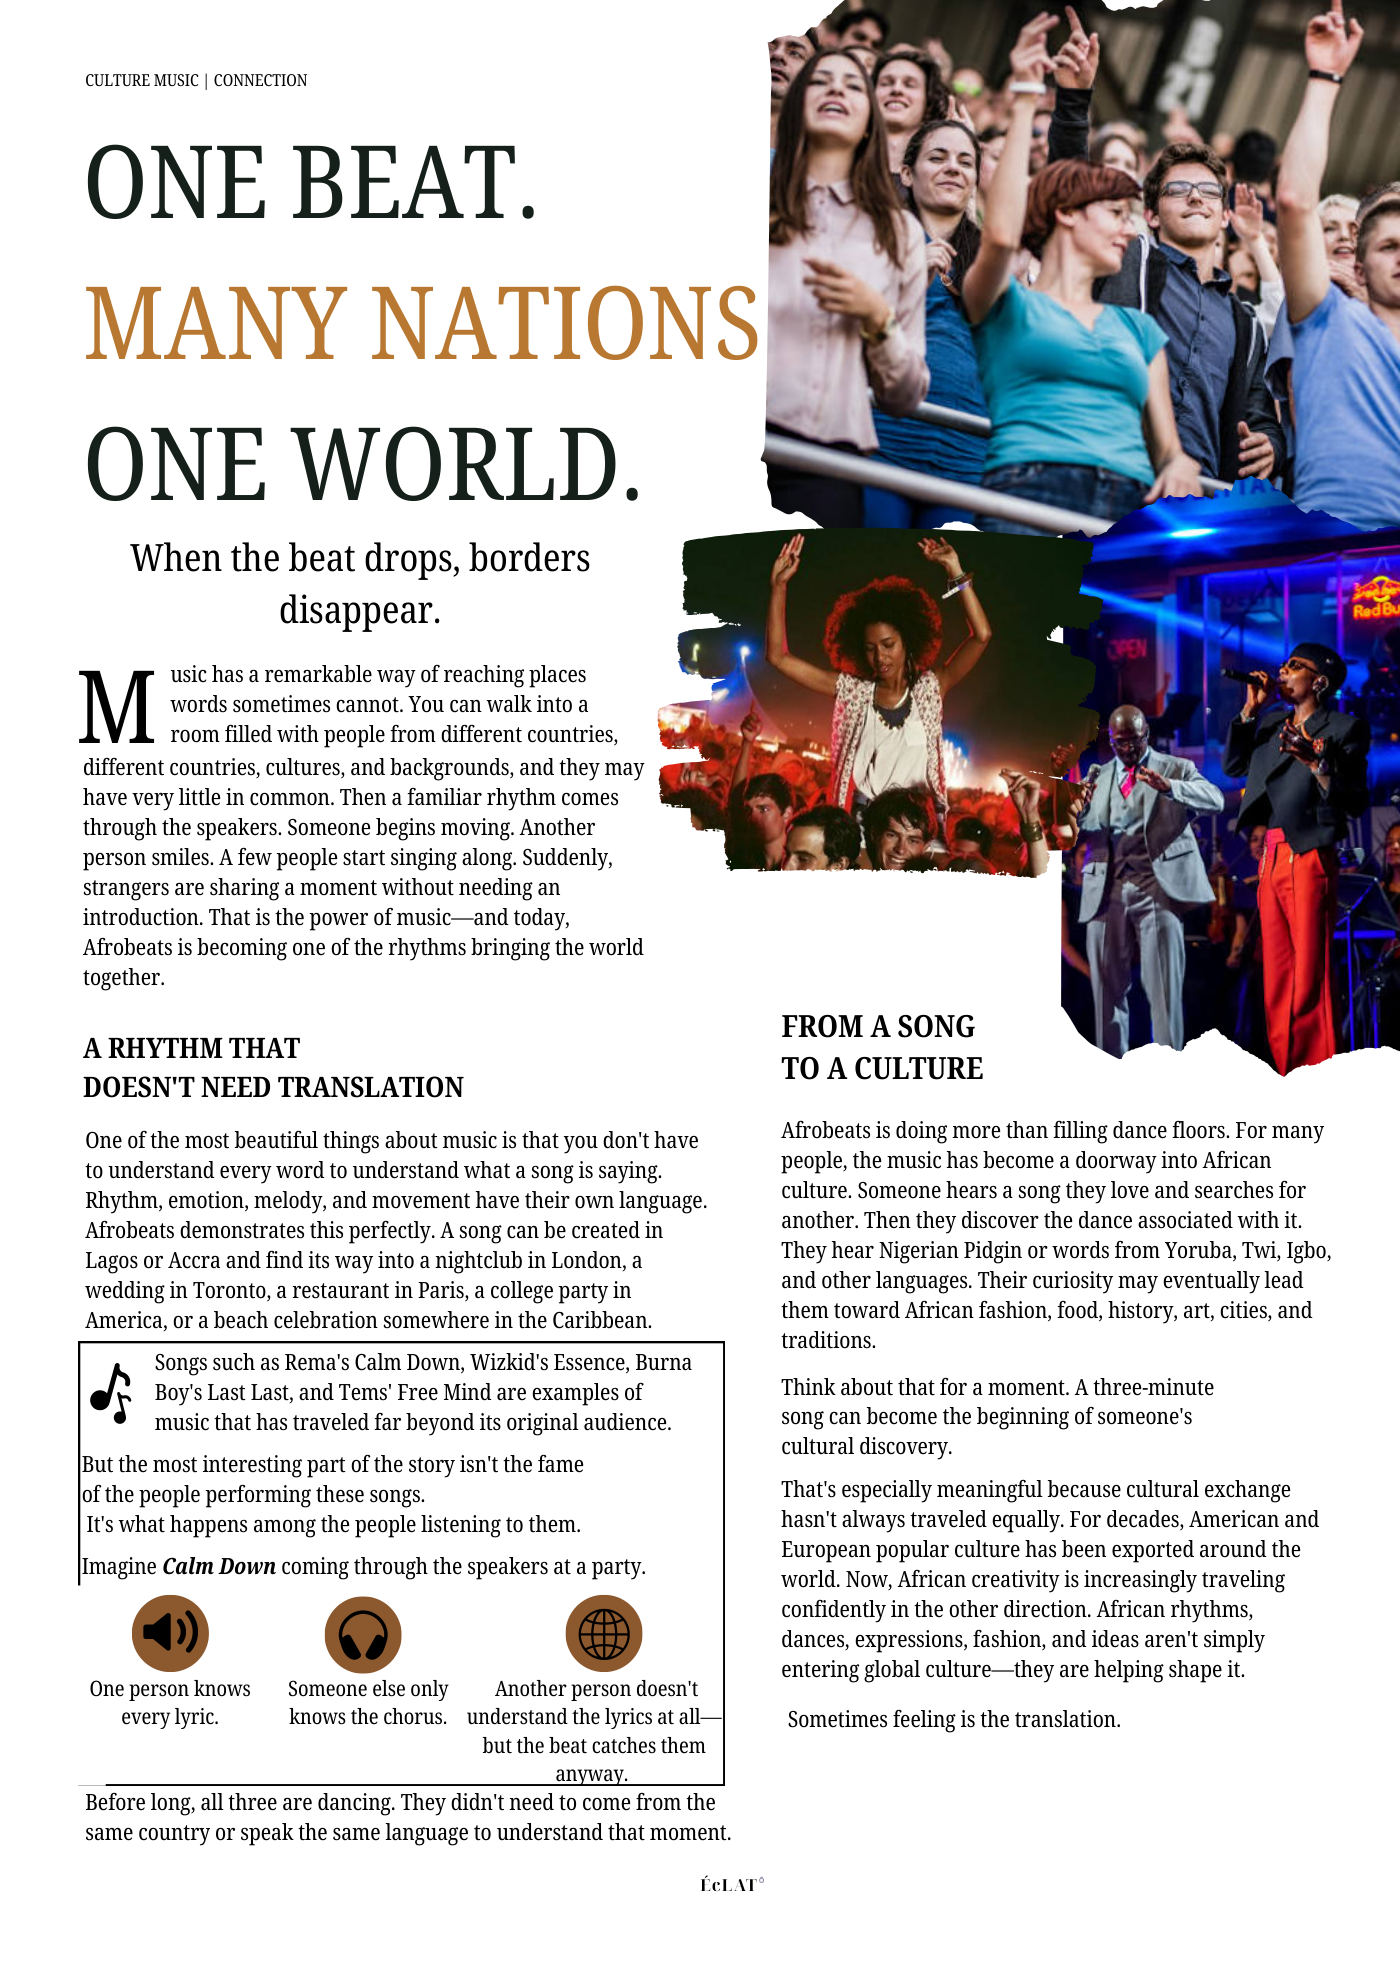 CULTURE MUSIC | CONNECTION
ONE BEAT.
MANY NATIONS
ONE WORLD.
When the beat drops, borders
disappear.
Music has a remarkable way of reaching places
words sometimes cannot. You can walk into a
room filled with people from different countries,
different countries, cultures, and backgrounds, and they may
have very little in common. Then a familiar rhythm comes
through the speakers. Someone begins moving. Another
person smiles. A few people start singing along. Suddenly,
strangers are sharing a moment without needing an
introduction. That is the power of music—and today,
Afrobeats is becoming one of the rhythms bringing the world
together.
A RHYTHM THAT
DOESN'T NEED TRANSLATION
One of the most beautiful things about music is that you don't have
to understand every word to understand what a song is saying.
Rhythm, emotion, melody, and movement have their own language.
Afrobeats demonstrates this perfectly. A song can be created in
Lagos or Accra and find its way into a nightclub in London, a
wedding in Toronto, a restaurant in Paris, a college party in
America, or a beach celebration somewhere in the Caribbean.
Songs such as Rema's Calm Down, Wizkid's Essence, Burna
Boy's Last Last, and Tems' Free Mind are examples of
music that has traveled far beyond its original audience.
But the most interesting part of the story isn't the fame
of the people performing these songs.
It's what happens among the people listening to them.
Imagine Calm Down coming through the speakers at a party.
One person knows
every lyric.
Someone else only
knows the chorus.
Another person doesn't
understand the lyrics at all—
but the beat catches them
anyway.
Before long, all three are dancing. They didn't need to come from the
same country or speak the same language to understand that moment.
FROM A SONG
TO A CULTURE
Afrobeats is doing more than filling dance floors. For many
people, the music has become a doorway into African
culture. Someone hears a song they love and searches for
another. Then they discover the dance associated with it.
They hear Nigerian Pidgin or words from Yoruba, Twi, Igbo,
and other languages. Their curiosity may eventually lead
them toward African fashion, food, history, art, cities, and
traditions.
Think about that for a moment. A three-minute
song can become the beginning of someone's
cultural discovery.
That's especially meaningful because cultural exchange
hasn't always traveled equally. For decades, American and
European popular culture has been exported around the
world. Now, African creativity is increasingly traveling
confidently in the other direction. African rhythms,
dances, expressions, fashion, and ideas aren't simply
entering global culture—they are helping shape it.
Sometimes feeling is the translation.
21
OPEN
Red Bu
ÉcLAT